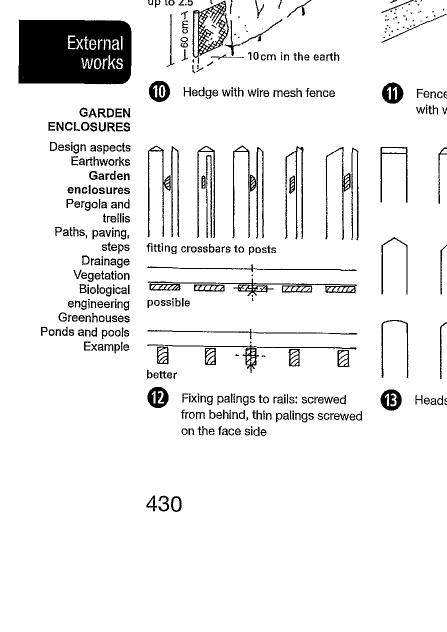 up to 2.5
60 cm
10 cm in the earth
External
works
10 Hedge with wire mesh fence
11 Fence
with w
GARDEN
ENCLOSURES
Design aspects
Earthworks
Garden
enclosures
Pergola and
trellis
Paths, paving,
steps
Drainage
Vegetation
Biological
engineering
Greenhouses
Ponds and pools
Example
fitting crossbars to posts
possible
better
12 Fixing palings to rails: screwed
from behind, thin palings screwed
on the face side
13 Heads
430